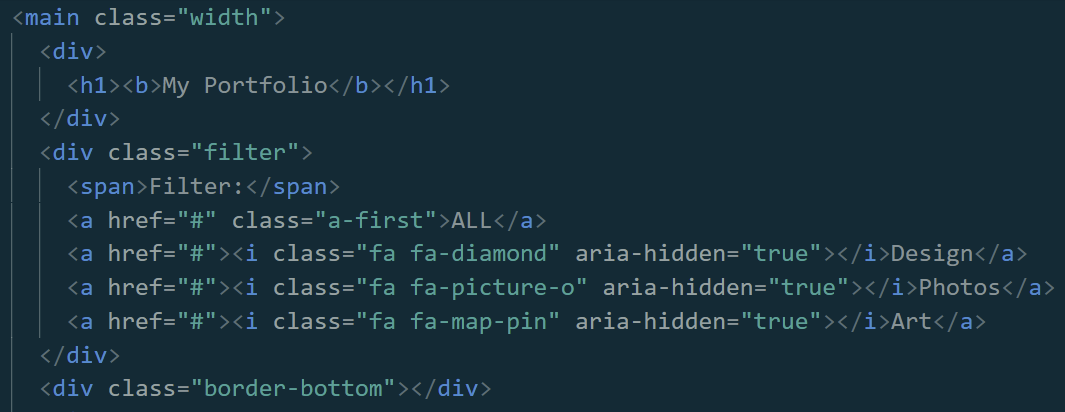 <main class="width">
<div>
<h1><b>My Portfolio</b></h1>
</div>
<div class="filter">
<span>Filter:</span>
<a href="#" class="a-first">ALL</a>
<a href="#"><i class="fa fa-diamond" aria-hidden="true"></i>Design</a>
<a href="#"><i class="fa fa-picture-o" aria-hidden="true"></i>Photos</a>
<a href="#"><i class="fa fa-map-pin" aria-hidden="true"></i>Art</a>
</div>
<div class="border-bottom"></div>